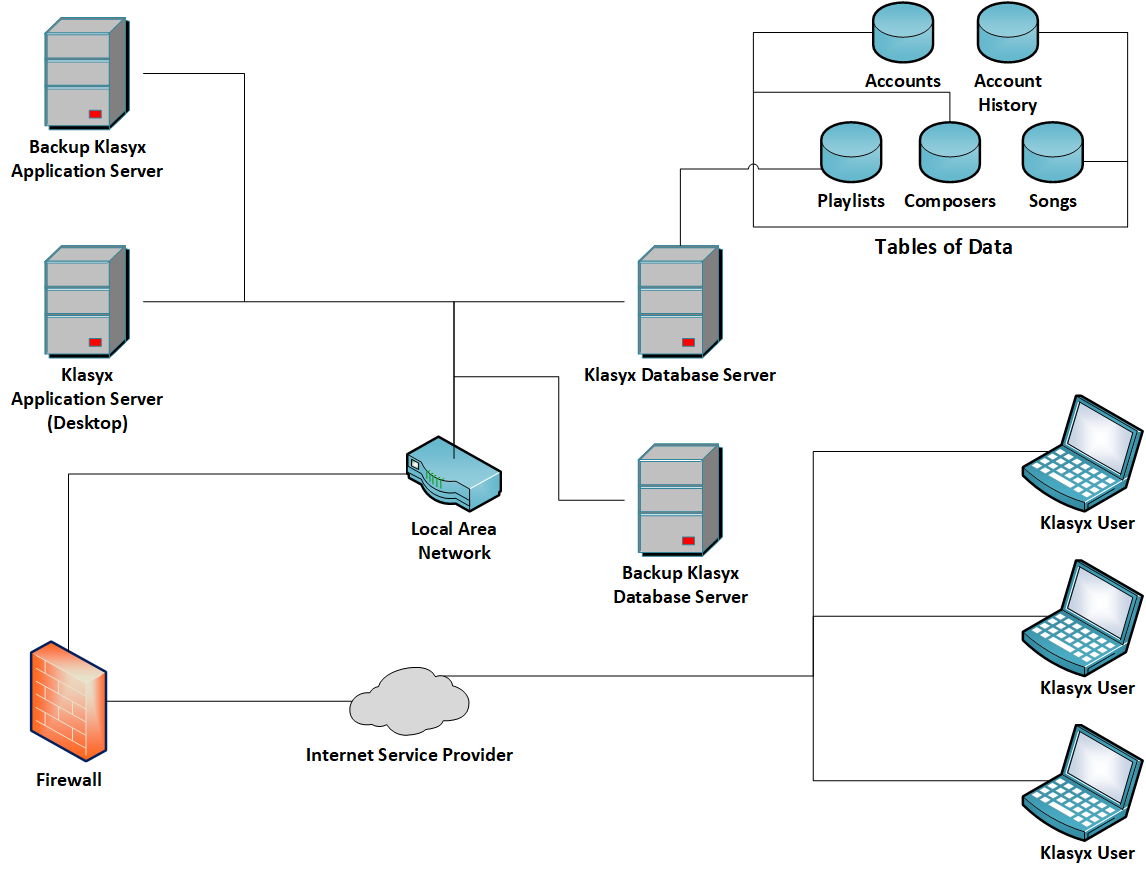 Accounts
Account
History
Backup Klasyx
Application Server
Playlists
Composers
Songs
Tables of Data
Klasyx
Application Server
(Desktop)
Klasyx Database Server
Local Area
Network
Klasyx User
Backup Klasyx
Database Server
Klasyx User
Internet Service Provider
Firewall
Klasyx User